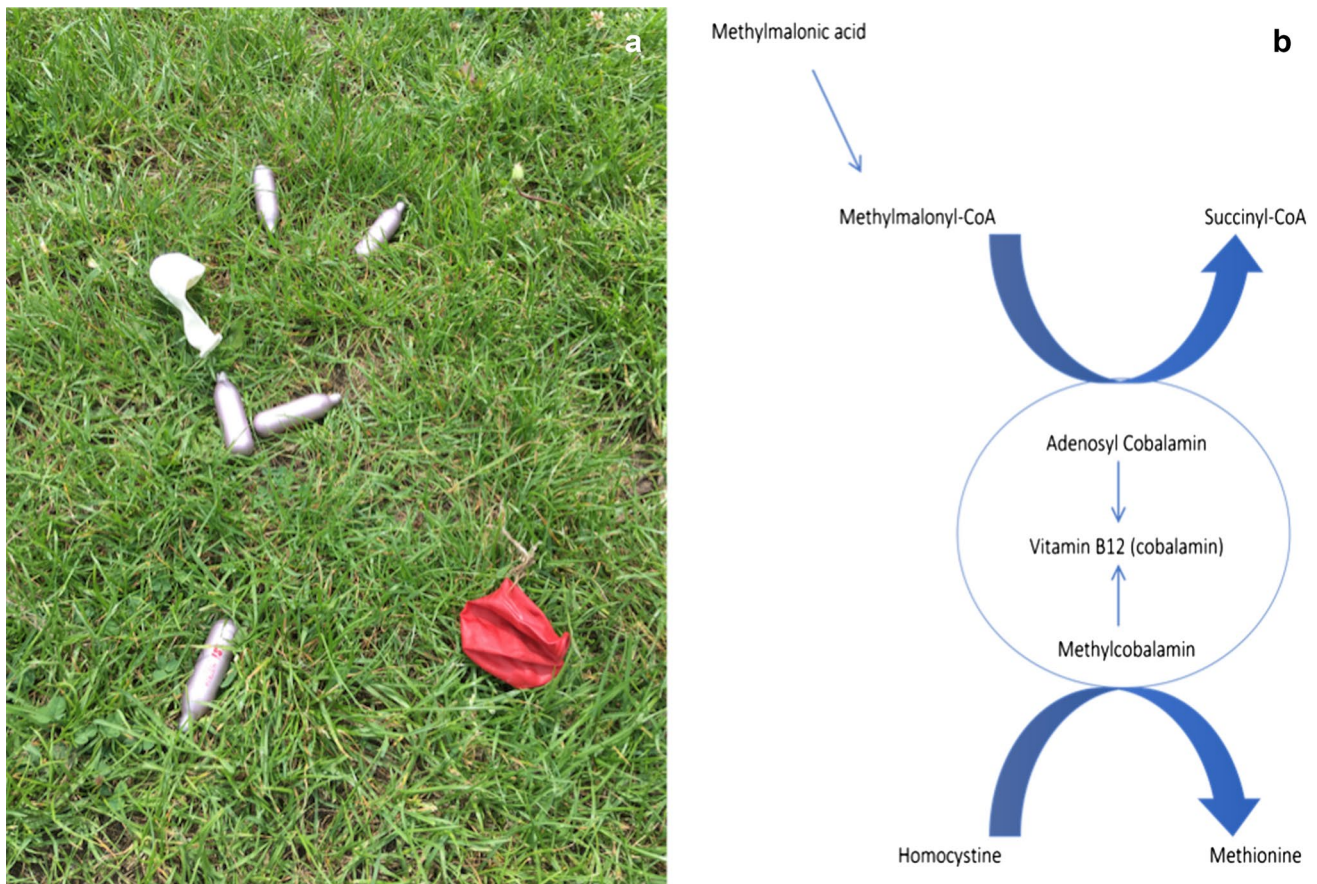 a
b
Methylmalonic acid
Methylmalonyl-CoA
Succinyl-CoA
Adenosyl Cobalamin
Vitamin B12 (cobalamin)
Methylcobalamin
Homocystine
Methionine